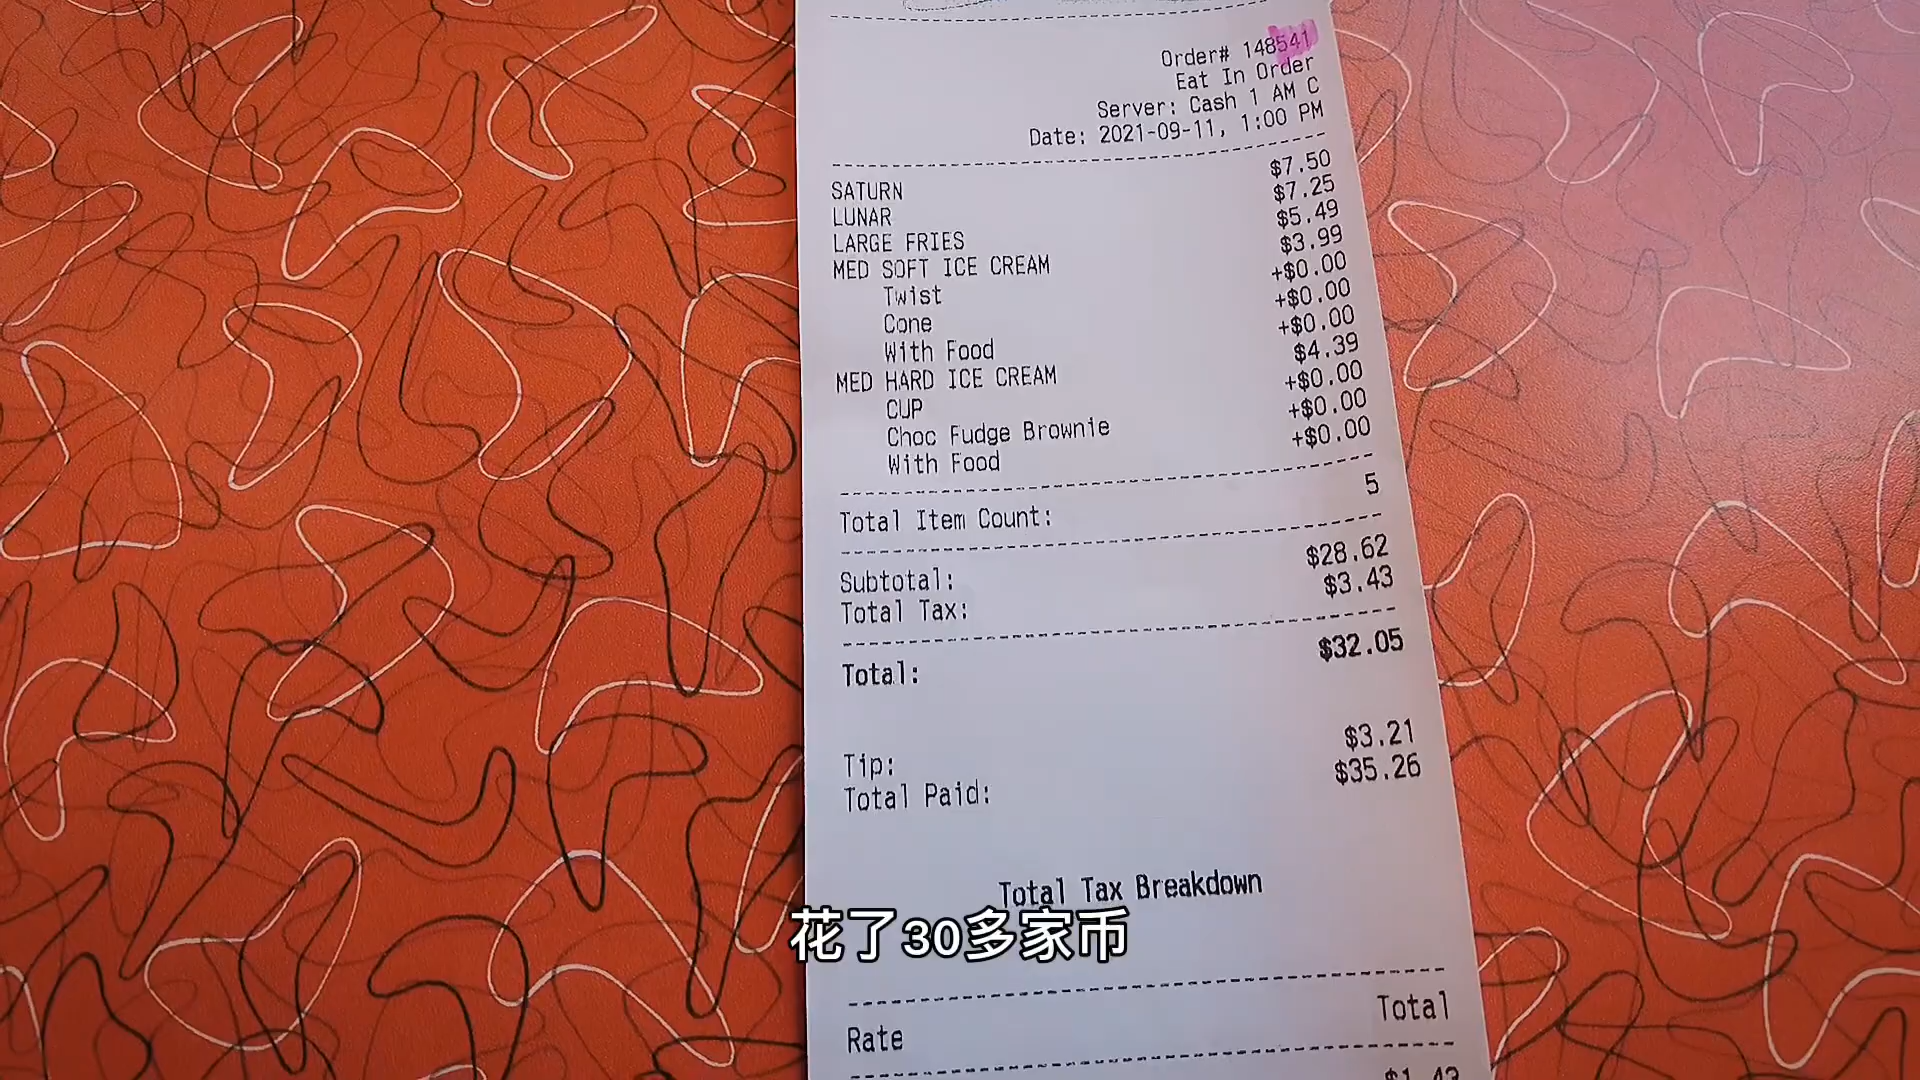 Order# 148541
Eat In Order
Server: Cash 1 AM C
Date: 2021-09-11, 1:00 PM
SATURN $7.50
LUNAR $7.25
LARGE FRIES $5.49
MED SOFT ICE CREAM $3.99
Twist +$0.00
Cone +$0.00
With Food +$0.00
MED HARD ICE CREAM $4.39
CUP +$0.00
Choc Fudge Brownie +$0.00
With Food +$0.00
Total Item Count: 5
Subtotal: $28.62
Total Tax: $3.43
Total: $32.05
Tip: $3.21
Total Paid: $35.26
Total Tax Breakdown
花了30多家币
Rate Total
$1.43